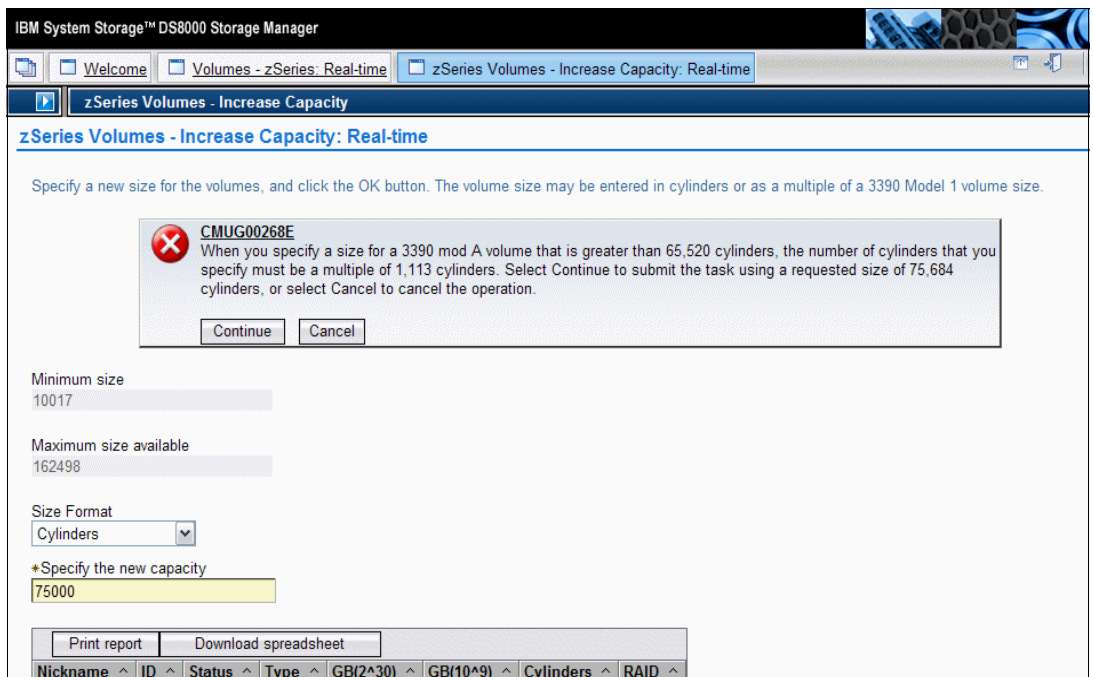 IBM System Storage™ DS8000 Storage Manager
Welcome
Volumes - zSeries: Real-time
zSeries Volumes - Increase Capacity: Real-time
zSeries Volumes - Increase Capacity
zSeries Volumes - Increase Capacity: Real-time
Specify a new size for the volumes, and click the OK button. The volume size may be entered in cylinders or as a multiple of a 3390 Model 1 volume size.
CMUG00268E
When you specify a size for a 3390 mod A volume that is greater than 65,520 cylinders, the number of cylinders that you
specify must be a multiple of 1,113 cylinders. Select Continue to submit the task using a requested size of 75,684
cylinders, or select Cancel to cancel the operation.
Continue Cancel
Minimum size
10017
Maximum size available
162498
Size Format
Cylinders
*Specify the new capacity
75000
Print report Download spreadsheet
Nickname ^ ID ^ Status ^ Type ^ GB(2^30) ^ GB(10^9) ^ Cylinders ^ RAID ^